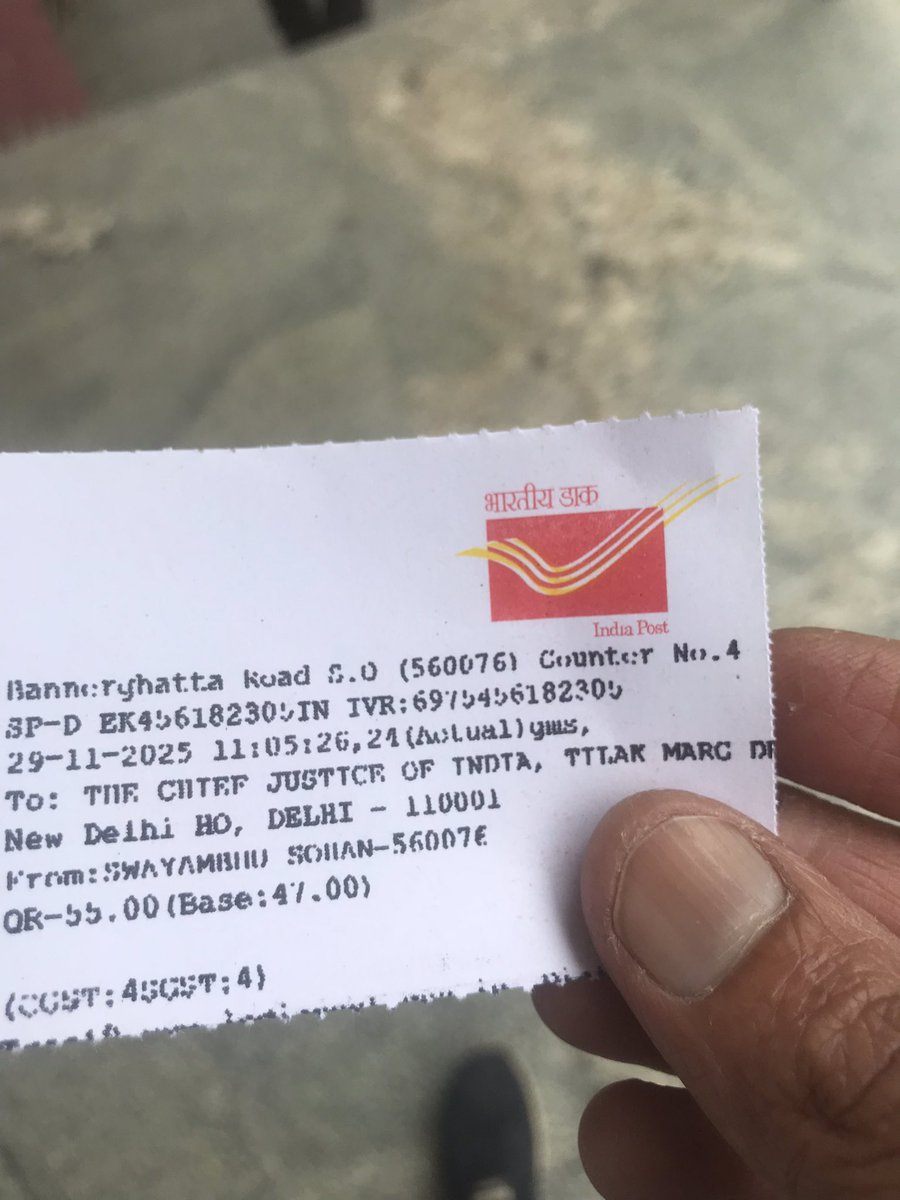 भारतीय डाक
India Post
Bannerghatta Road S.O (560076) Counter No.4
SP-D EK456182305IN IVR:6975456182305
29-11-2025 11:05:26,24(Actual)gms,
To: THE CHIEF JUSTICE OF INDIA, TILAK MARG DE
New Delhi HO, DELHI - 110001
From:SWAYAMBHU SOHAN-560076
QR-55.00(Base:47.00)
(CGST:4SGST:4)